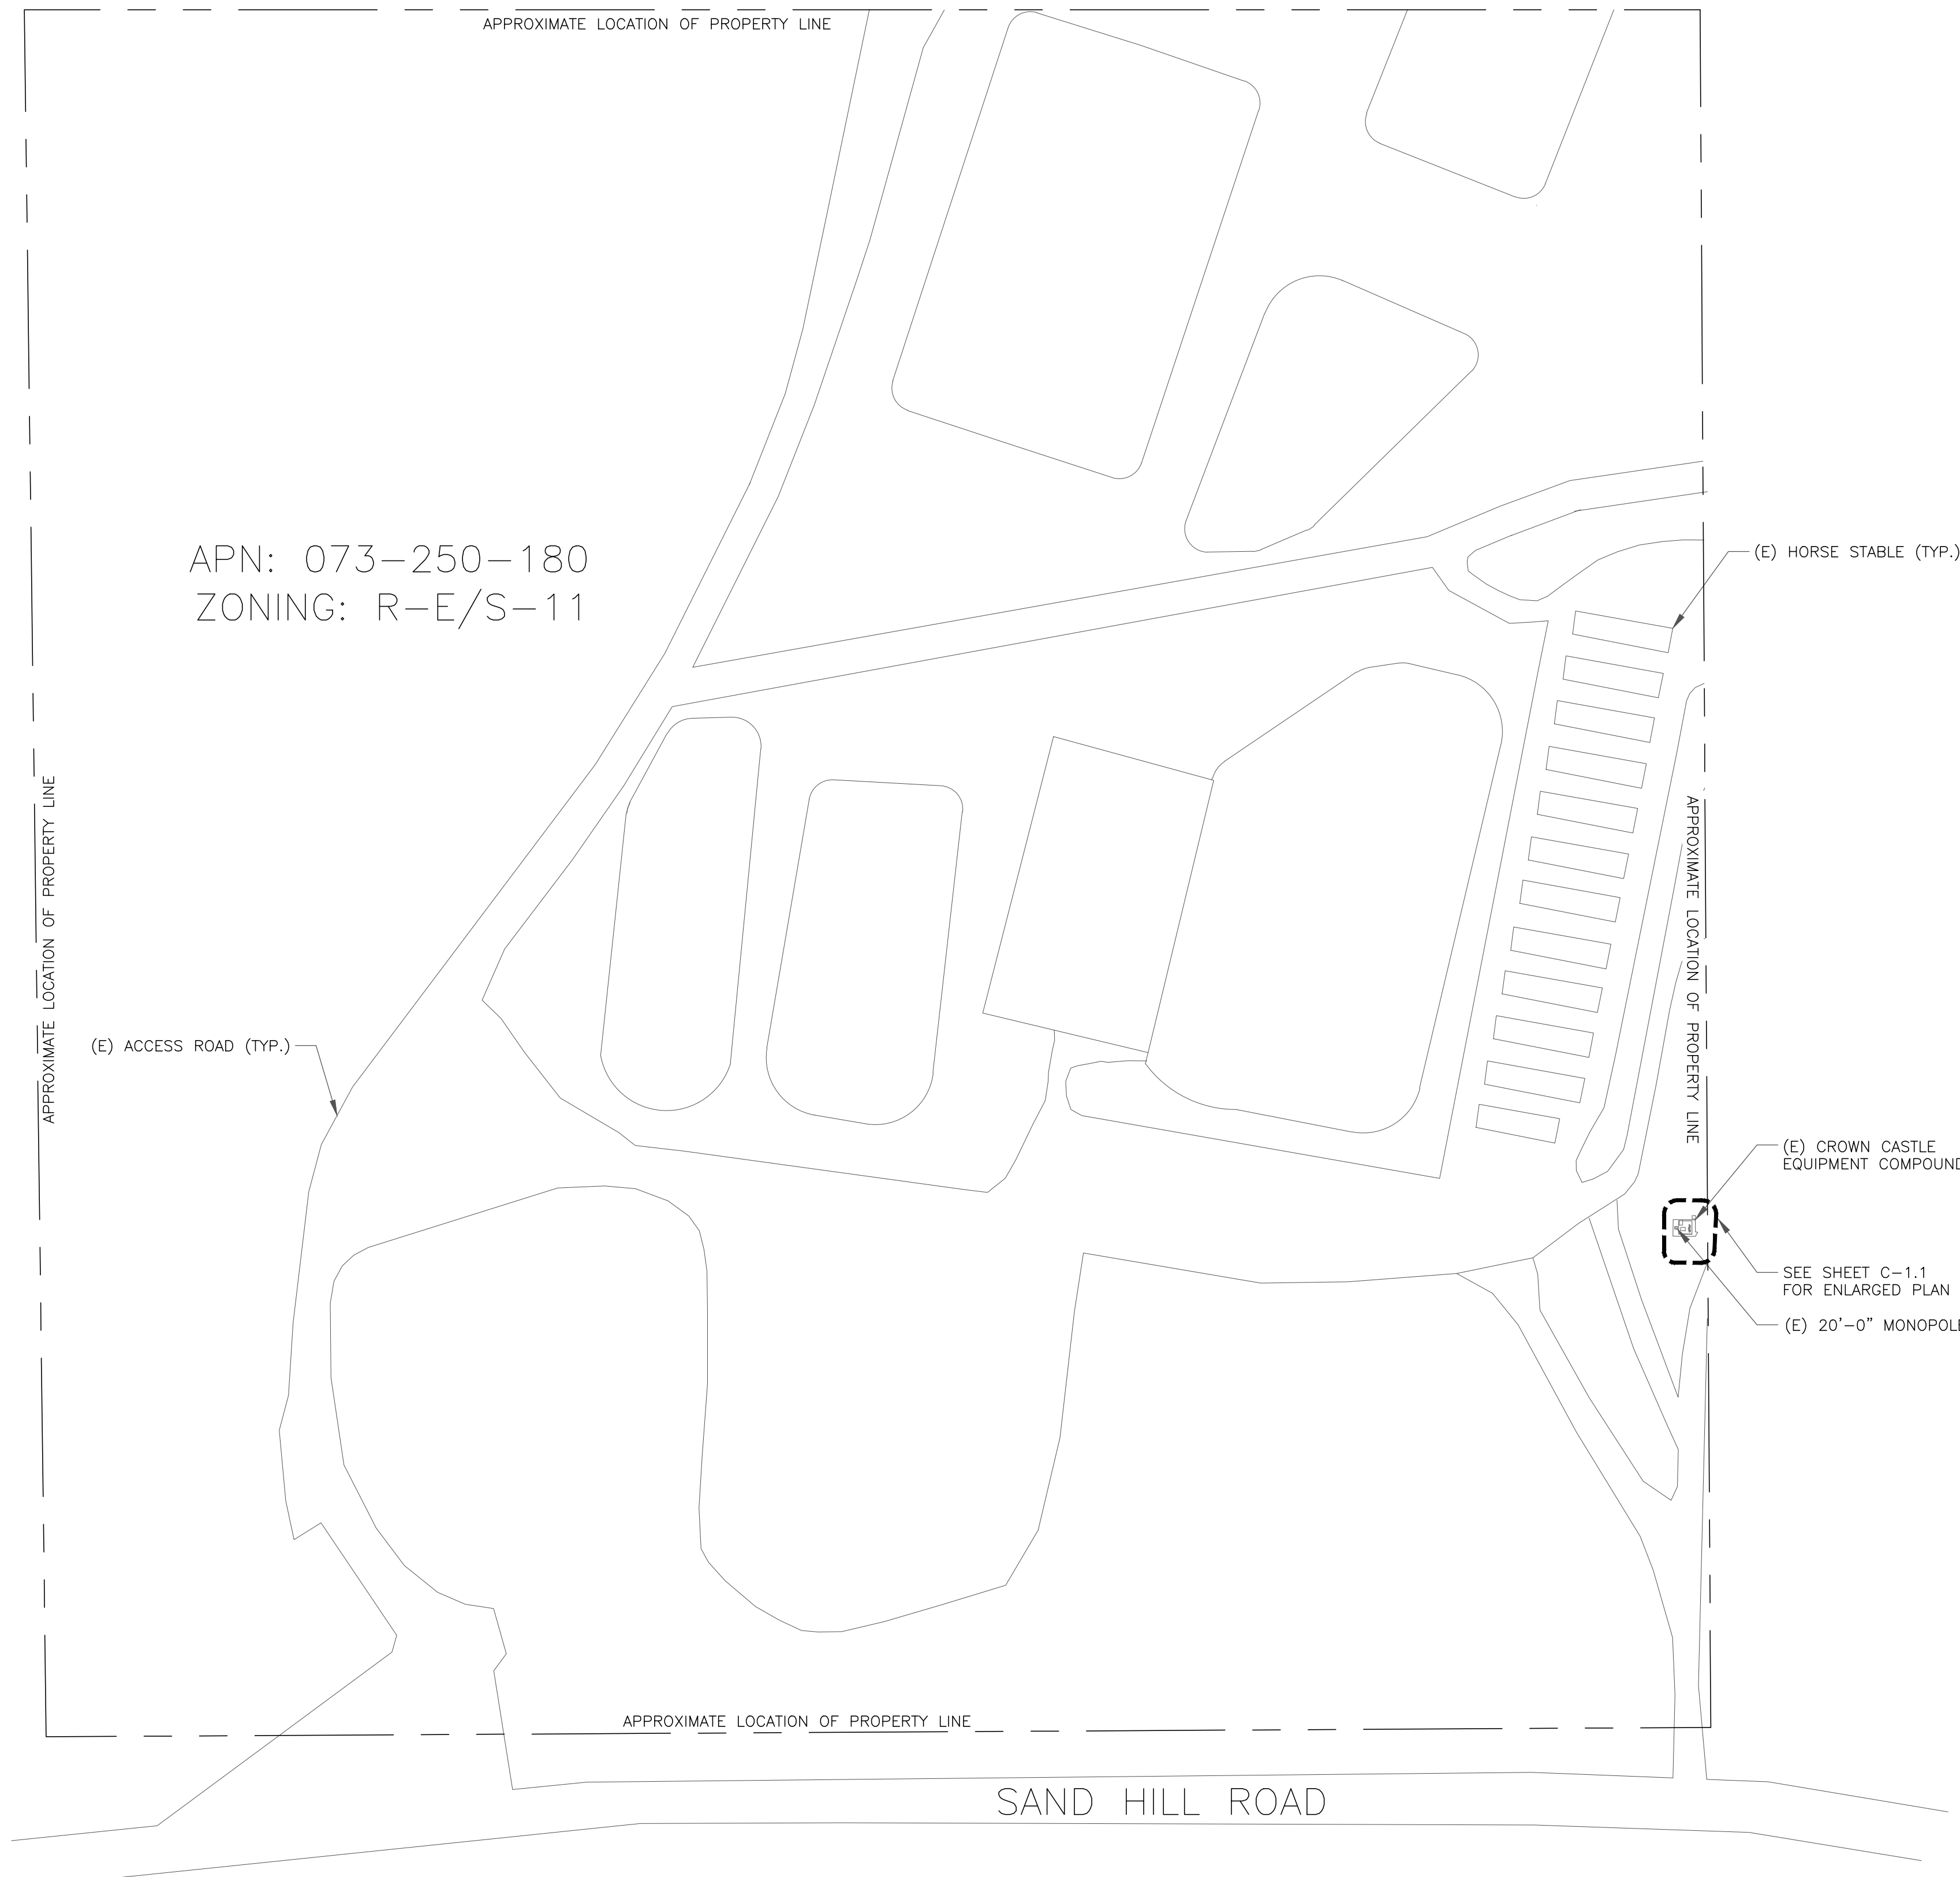 APPROXIMATE LOCATION OF PROPERTY LINE
APN: 073-250-180
ZONING: R-E/S-11
(E) HORSE STABLE (TYP.)
APPROXIMATE LOCATION OF PROPERTY LINE
APPROXIMATE LOCATION OF PROPERTY LINE
(E) ACCESS ROAD (TYP.)
(E) CROWN CASTLE
EQUIPMENT COMPOUND
SEE SHEET C-1.1
FOR ENLARGED PLAN
(E) 20'-0" MONOPOLE
APPROXIMATE LOCATION OF PROPERTY LINE
SAND HILL ROAD